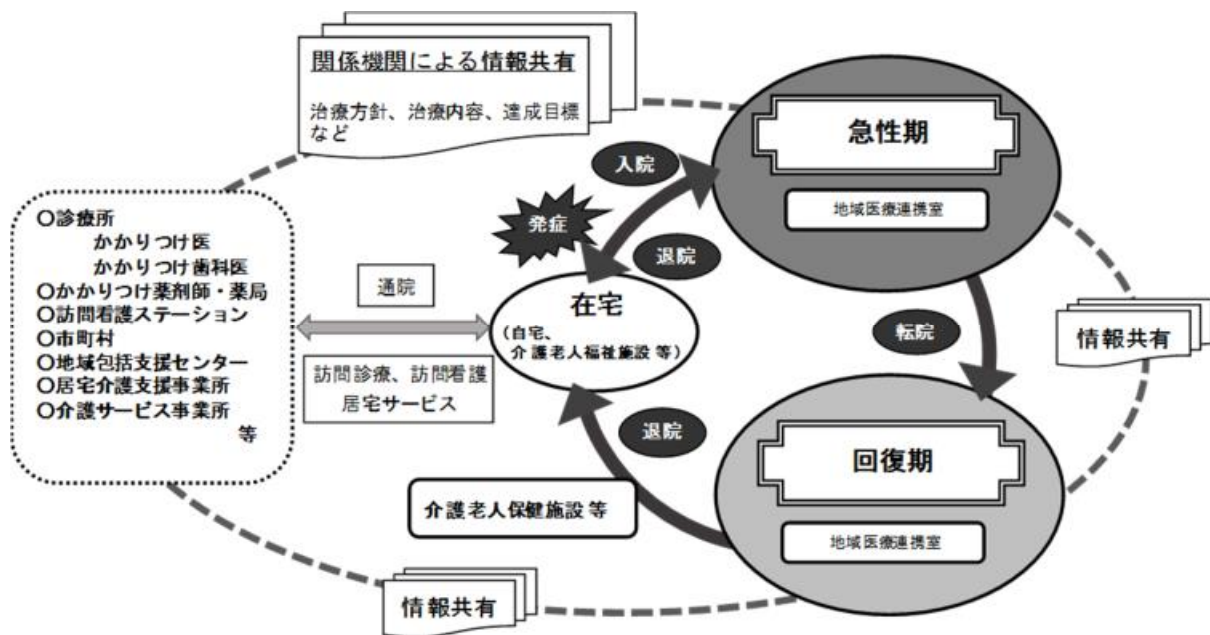 関係機関による情報共有
治療方針、治療内容、達成目標
など
急性期
地域医療連携室
入院
発症
退院
〇診療所
かかりつけ医
かかりつけ歯科医
〇かかりつけ薬剤師・薬局
〇訪問看護ステーション
〇市町村
〇地域包括支援センター
〇居宅介護支援事業所
〇介護サービス事業所
等
通院
訪問診療、訪問看護
居宅サービス
在宅
（自宅、
介護老人福祉施設等）
転院
情報共有
退院
回復期
地域医療連携室
介護老人保健施設等
情報共有